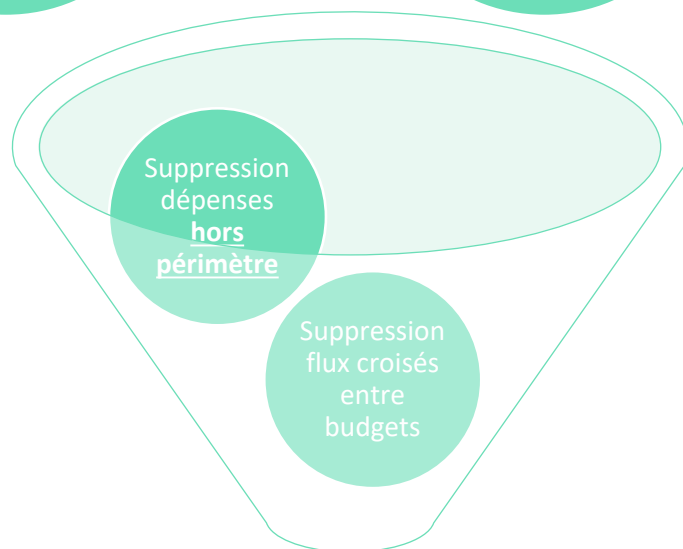 Suppression
dépenses
hors
périmètre
Suppression
flux croisés
entre
budgets